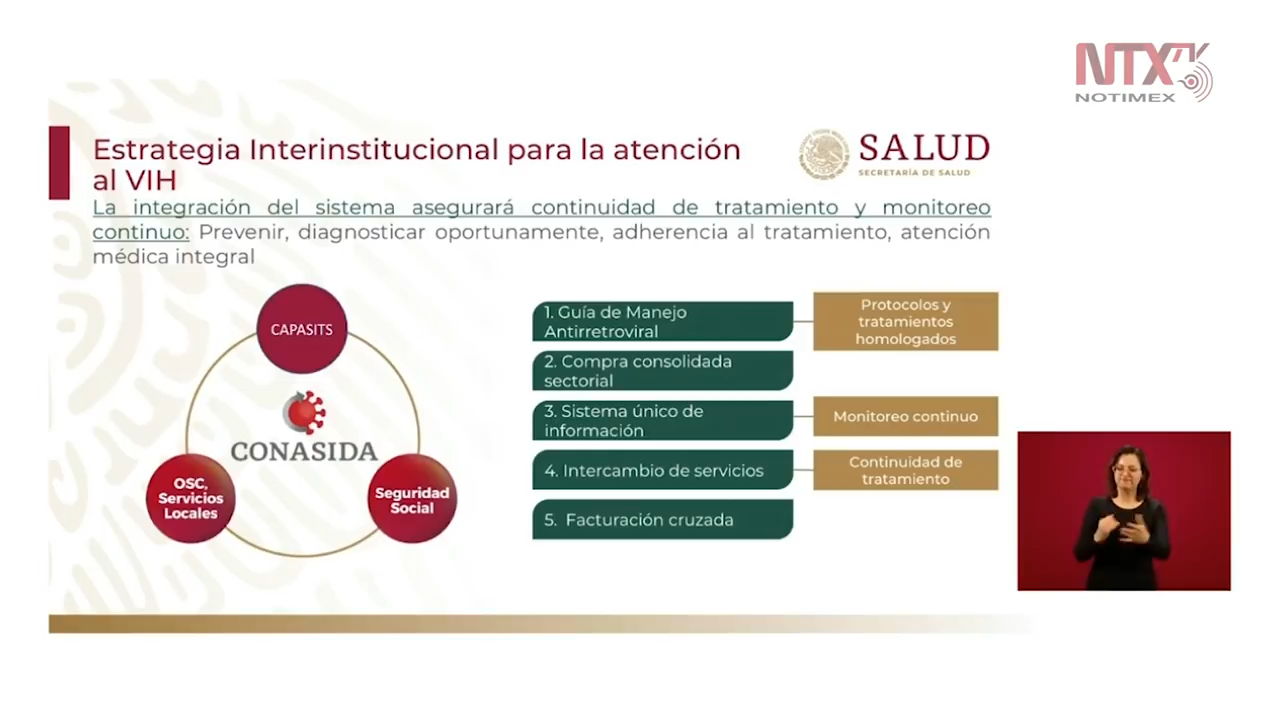 NTX
NOTIMEX
Estrategia Interinstitucional para la atención
al VIH
SALUD
SECRETARÍA DE SALUD
La integración del sistema asegurará continuidad de tratamiento y monitoreo
continuo: Prevenir, diagnosticar oportunamente, adherencia al tratamiento, atención
médica integral
CAPASITS
CONASIDA
OSC,
Servicios
Locales
Seguridad
Social
1. Guía de Manejo
Antirretroviral
Protocolos y
tratamientos
homologados
2. Compra consolidada
sectorial
3. Sistema único de
información
Monitoreo continuo
4. Intercambio de servicios
Continuidad de
tratamiento
5. Facturación cruzada